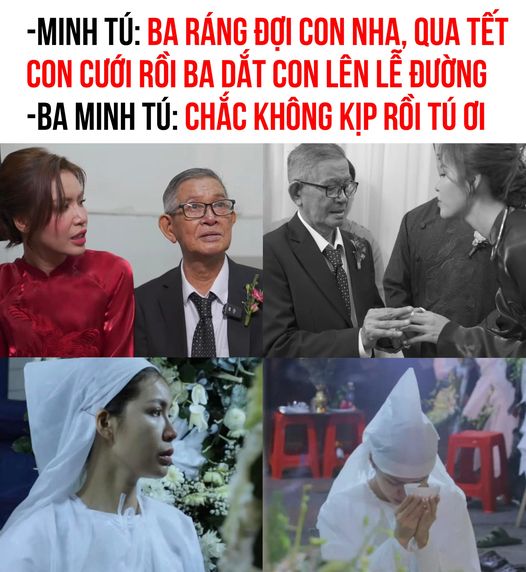 -MINH TÚ: BA RÁNG ĐỢI CON NHA, QUA TẾT
CON CƯỚI RỒI BA DẮT CON LÊN LỄ ĐƯỜNG
-BA MINH TÚ: CHẮC KHÔNG KỊP RỒI TÚ ƠI